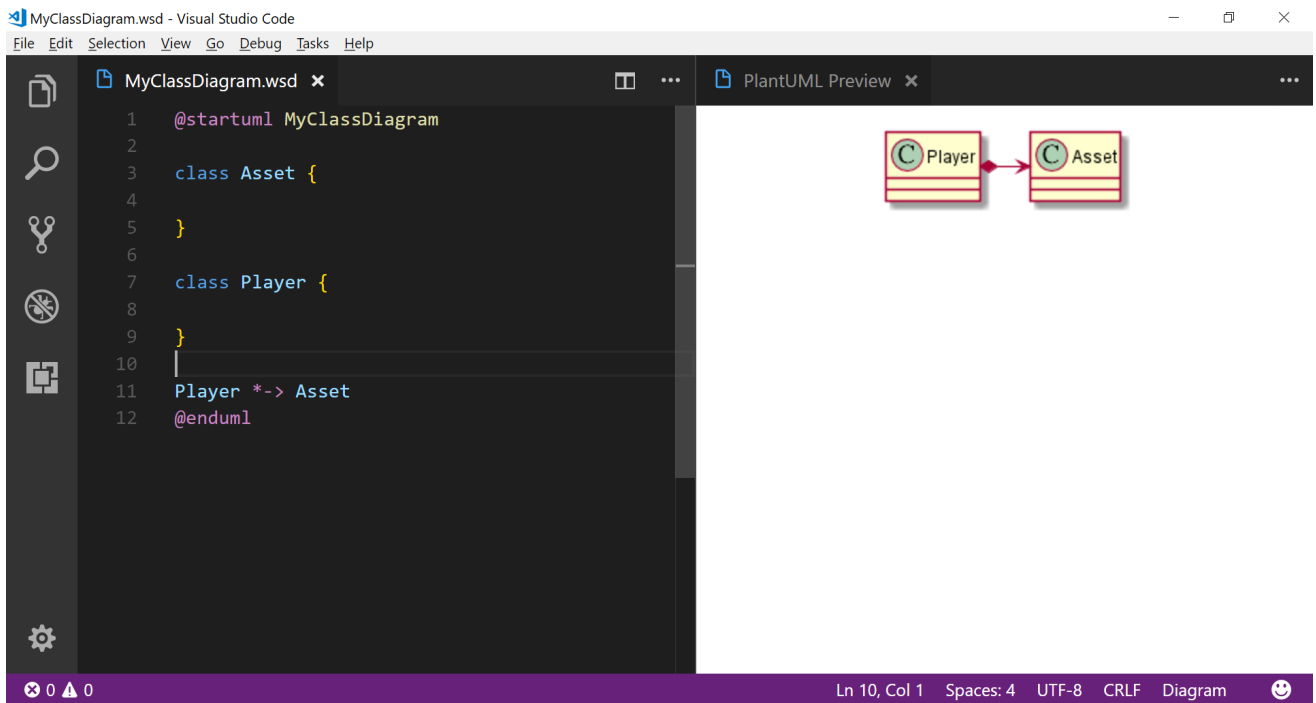 MyClassDiagram.wsd - Visual Studio Code
File Edit Selection View Go Debug Tasks Help
MyClassDiagram.wsd
1 @startuml MyClassDiagram
2
3 class Asset {
4
5 }
6
7 class Player {
8
9 }
10
11 Player *-> Asset
12 @enduml
PlantUML Preview
C Player
C Asset
0 0
Ln 10, Col 1 Spaces: 4 UTF-8 CRLF Diagram